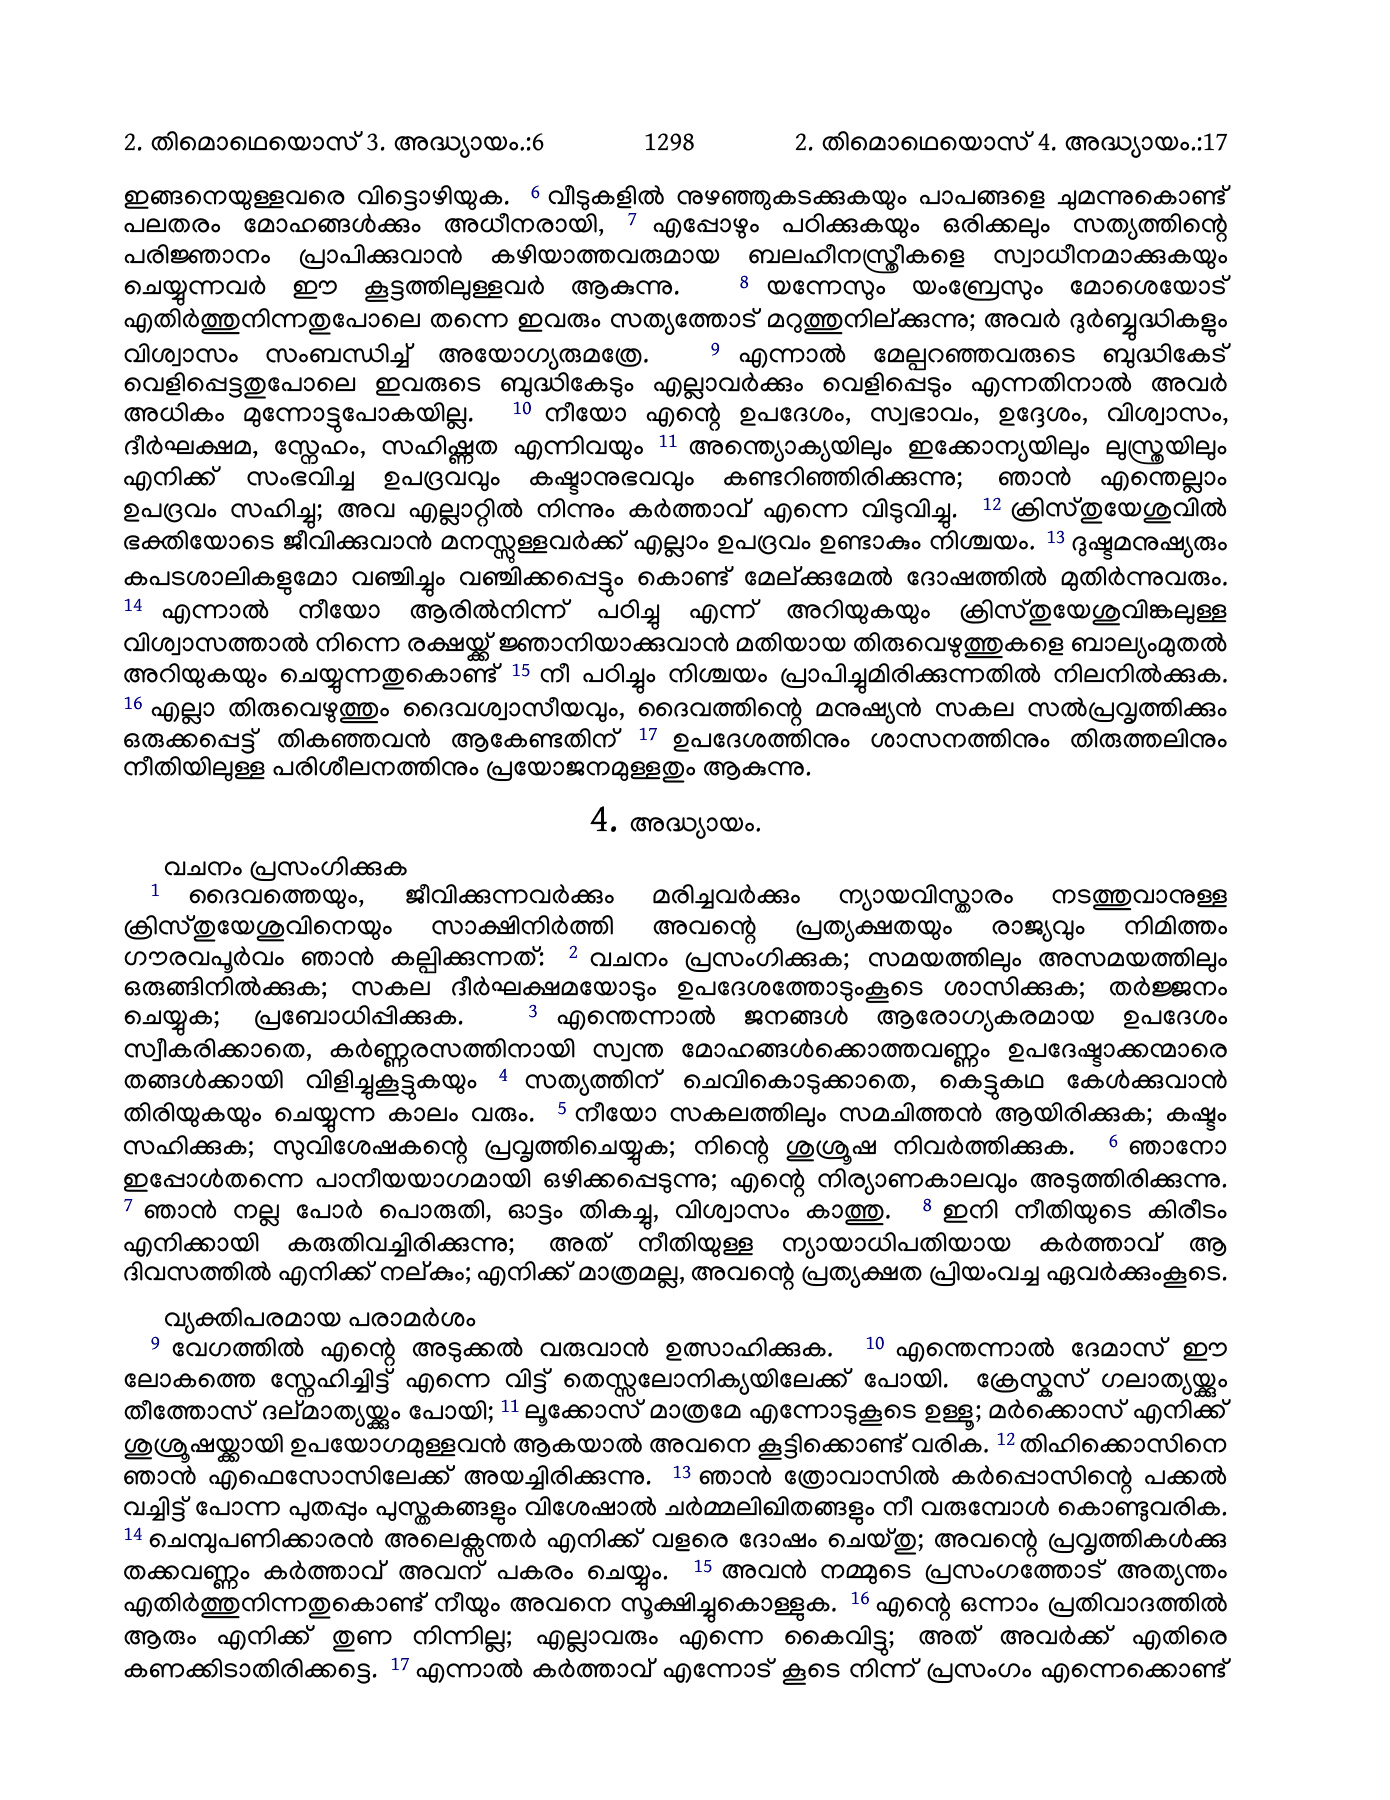 2. തിമൊഥെയൊസ് 3. അദ്ധ്യായം.:6 1298 2. തിമൊഥെയൊസ് 4. അദ്ധ്യായം.:17
ഇങ്ങനെയുള്ളവരെ വിട്ടൊഴിയുക. 6 വീടുകളിൽ നുഴഞ്ഞുകടക്കുകയും പാപങ്ങളെ ചുമന്നുകൊണ്ട്
പലതരം മോഹങ്ങൾക്കും അധീനരായി, 7 എപ്പോഴും പഠിക്കുകയും ഒരിക്കലും സത്യത്തിന്റെ
പരിജ്ഞാനം പ്രാപിക്കുവാൻ കഴിയാത്തവരുമായ ബലഹീനസ്ത്രീകളെ സ്വാധീനമാക്കുകയും
ചെയ്യുന്നവർ ഈ കൂട്ടത്തിലുള്ളവർ ആകുന്നു. 8 യന്നേസും യംബ്രേസും മോശെയോട്
എതിർത്തുനിന്നതുപോലെ തന്നെ ഇവരും സത്യത്തോട് മറുത്തുനില്ക്കുന്നു; അവർ ദുർബ്ബുദ്ധികളും
വിശ്വാസം സംബന്ധിച്ച് അയോഗ്യരുമത്രേ. 9 എന്നാൽ മേല്പറഞ്ഞവരുടെ ബുദ്ധികേട്
വെളിപ്പെട്ടതുപോലെ ഇവരുടെ ബുദ്ധികേടും എല്ലാവർക്കും വെളിപ്പെടും എന്നതിനാൽ അവർ
അധികം മുന്നോട്ടുപോകയില്ല. 10 നീയോ എന്റെ ഉപദേശം, സ്വഭാവം, ഉദ്ദേശം, വിശ്വാസം,
ദീർഘക്ഷമ, സ്നേഹം, സഹിഷ്ണത എന്നിവയും 11 അന്ത്യൊക്യയിലും ഇക്കോന്യയിലും ലുസ്ത്രയിലും
എനിക്ക് സംഭവിച്ച ഉപദ്രവവും കഷ്ടാനുഭവവും കണ്ടറിഞ്ഞിരിക്കുന്നു; ഞാൻ എന്തെല്ലാം
ഉപദ്രവം സഹിച്ചു; അവ എല്ലാറ്റിൽ നിന്നും കർത്താവ് എന്നെ വിടുവിച്ചു. 12 ക്രിസ്തുയേശുവിൽ
ഭക്തിയോടെ ജീവിക്കുവാൻ മനസ്സുള്ളവർക്ക് എല്ലാം ഉപദ്രവം ഉണ്ടാകും നിശ്ചയം. 13 ദുഷ്ടമനുഷ്യരും
കപടശാലികളുമോ വഞ്ചിച്ചും വഞ്ചിക്കപ്പെട്ടും കൊണ്ട് മേല്ക്കുമേൽ ദോഷത്തിൽ മുതിർന്നുവരും.
14 എന്നാൽ നീയോ ആരിൽനിന്ന് പഠിച്ചു എന്ന് അറിയുകയും ക്രിസ്തുയേശുവിങ്കലുള്ള
വിശ്വാസത്താൽ നിന്നെ രക്ഷയ്ക്ക് ജ്ഞാനിയാക്കുവാൻ മതിയായ തിരുവെഴുത്തുകളെ ബാല്യംമുതൽ
അറിയുകയും ചെയ്യുന്നതുകൊണ്ട് 15 നീ പഠിച്ചും നിശ്ചയം പ്രാപിച്ചുമിരിക്കുന്നതിൽ നിലനിൽക്കുക.
16 എല്ലാ തിരുവെഴുത്തും ദൈവശ്വാസീയവും, ദൈവത്തിന്റെ മനുഷ്യൻ സകല സൽപ്രവൃത്തിക്കും
ഒരുക്കപ്പെട്ട് തികഞ്ഞവൻ ആകേണ്ടതിന് 17 ഉപദേശത്തിനും ശാസനത്തിനും തിരുത്തലിനും
നീതിയിലുള്ള പരിശീലനത്തിനും പ്രയോജനമുള്ളതും ആകുന്നു.
4. അദ്ധ്യായം.
വചനം പ്രസംഗിക്കുക
1 ദൈവത്തെയും, ജീവിക്കുന്നവർക്കും മരിച്ചവർക്കും ന്യായവിസ്താരം നടത്തുവാനുള്ള
ക്രിസ്തുയേശുവിനെയും സാക്ഷിനിർത്തി അവന്റെ പ്രത്യക്ഷതയും രാജ്യവും നിമിത്തം
ഗൗരവപൂർവം ഞാൻ കല്പിക്കുന്നത്: 2 വചനം പ്രസംഗിക്കുക; സമയത്തിലും അസമയത്തിലും
ഒരുങ്ങിനിൽക്കുക; സകല ദീർഘക്ഷമയോടും ഉപദേശത്തോടുംകൂടെ ശാസിക്കുക; തർജ്ജനം
ചെയ്യുക; പ്രബോധിപ്പിക്കുക. 3 എന്തെന്നാൽ ജനങ്ങൾ ആരോഗ്യകരമായ ഉപദേശം
സ്വീകരിക്കാതെ, കർണ്ണരസത്തിനായി സ്വന്ത മോഹങ്ങൾക്കൊത്തവണ്ണം ഉപദേഷ്ടാക്കന്മാരെ
തങ്ങൾക്കായി വിളിച്ചുകൂട്ടുകയും 4 സത്യത്തിന് ചെവികൊടുക്കാതെ, കെട്ടുകഥ കേൾക്കുവാൻ
തിരിയുകയും ചെയ്യുന്ന കാലം വരും. 5 നീയോ സകലത്തിലും സമചിത്തൻ ആയിരിക്കുക; കഷ്ടം
സഹിക്കുക; സുവിശേഷകന്റെ പ്രവൃത്തിചെയ്യുക; നിന്റെ ശുശ്രൂഷ നിവർത്തിക്കുക. 6 ഞാനോ
ഇപ്പോൾതന്നെ പാനീയയാഗമായി ഒഴിക്കപ്പെടുന്നു; എന്റെ നിര്യാണകാലവും അടുത്തിരിക്കുന്നു.
7 ഞാൻ നല്ല പോർ പൊരുതി, ഓട്ടം തികച്ചു, വിശ്വാസം കാത്തു. 8 ഇനി നീതിയുടെ കിരീടം
എനിക്കായി കരുതിവച്ചിരിക്കുന്നു; അത് നീതിയുള്ള ന്യായാധിപതിയായ കർത്താവ് ആ
ദിവസത്തിൽ എനിക്ക് നല്കും; എനിക്ക് മാത്രമല്ല, അവന്റെ പ്രത്യക്ഷത പ്രിയംവച്ച ഏവർക്കുംകൂടെ.
വ്യക്തിപരമായ പരാമർശം
9 വേഗത്തിൽ എന്റെ അടുക്കൽ വരുവാൻ ഉത്സാഹിക്കുക. 10 എന്തെന്നാൽ ദേമാസ് ഈ
ലോകത്തെ സ്നേഹിച്ചിട്ട് എന്നെ വിട്ട് തെസ്സലോനിക്യയിലേക്ക് പോയി. ക്രേസ്കസ് ഗലാത്യയ്ക്കും
തീത്തോസ് ദല്മാത്യയ്ക്കും പോയി; 11 ലൂക്കോസ് മാത്രമേ എന്നോടുകൂടെ ഉള്ളൂ; മർക്കൊസ് എനിക്ക്
ശുശ്രൂഷയ്ക്കായി ഉപയോഗമുള്ളവൻ ആകയാൽ അവനെ കൂട്ടിക്കൊണ്ട് വരിക. 12 തിഹിക്കൊസിനെ
ഞാൻ എഫെസോസിലേക്ക് അയച്ചിരിക്കുന്നു. 13 ഞാൻ ത്രോവാസിൽ കർപ്പൊസിന്റെ പക്കൽ
വച്ചിട്ട് പോന്ന പുതപ്പും പുസ്തകങ്ങളും വിശേഷാൽ ചർമ്മലിഖിതങ്ങളും നീ വരുമ്പോൾ കൊണ്ടുവരിക.
14 ചെമ്പുപണിക്കാരൻ അലെക്സന്തർ എനിക്ക് വളരെ ദോഷം ചെയ്തു; അവന്റെ പ്രവൃത്തികൾക്കു
തക്കവണ്ണം കർത്താവ് അവന് പകരം ചെയ്യും. 15 അവൻ നമ്മുടെ പ്രസംഗത്തോട് അത്യന്തം
എതിർത്തുനിന്നതുകൊണ്ട് നീയും അവനെ സൂക്ഷിച്ചുകൊള്ളുക. 16 എന്റെ ഒന്നാം പ്രതിവാദത്തിൽ
ആരും എനിക്ക് തുണ നിന്നില്ല; എല്ലാവരും എന്നെ കൈവിട്ടു; അത് അവർക്ക് എതിരെ
കണക്കിടാതിരിക്കട്ടെ. 17 എന്നാൽ കർത്താവ് എന്നോട് കൂടെ നിന്ന് പ്രസംഗം എന്നെക്കൊണ്ട്